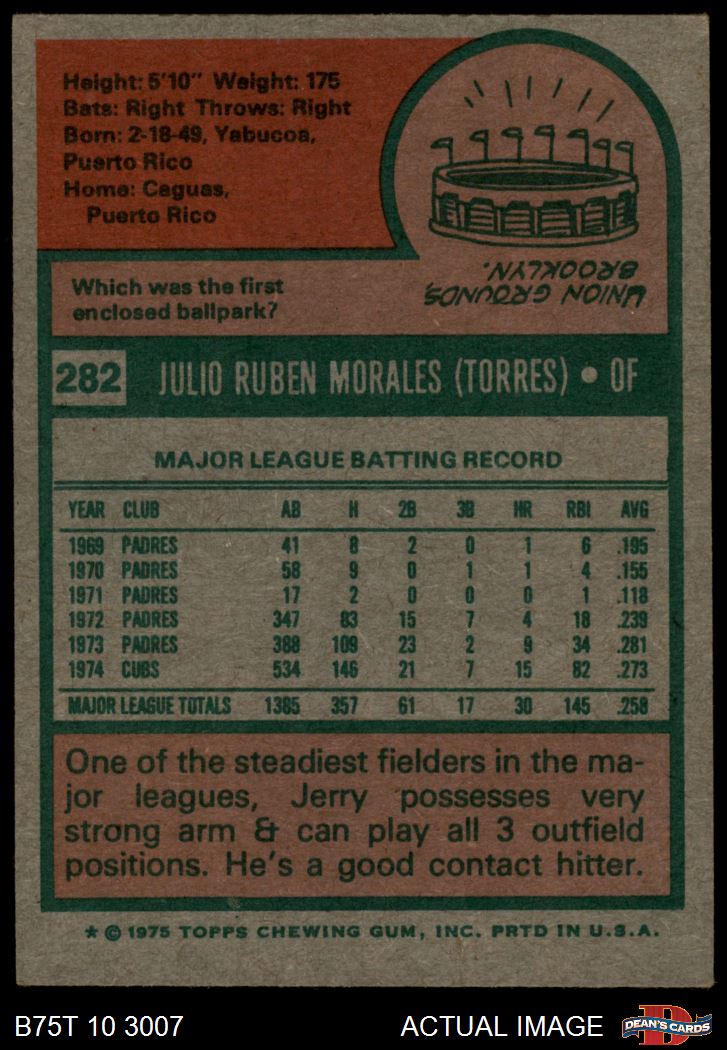 Height: 5'10" Weight: 175
Bats: Right Throws: Right
Born: 2-18-49, Yabucoa,
Puerto Rico
Home: Caguas,
Puerto Rico
Which was the first
enclosed ballpark?
UNION GROUNDS,
BROOKLYN.
282 JULIO RUBEN MORALES (TORRES) • OF
MAJOR LEAGUE BATTING RECORD
YEAR CLUB AB H 2B 3B HR RBI AVG
1969 PADRES 41 8 2 0 1 6 .195
1970 PADRES 58 9 0 1 1 4 .155
1971 PADRES 17 2 0 0 0 1 .118
1972 PADRES 347 83 15 7 4 18 .239
1973 PADRES 388 109 23 2 9 34 .281
1974 CUBS 534 146 21 7 15 82 .273
MAJOR LEAGUE TOTALS 1385 357 61 17 30 145 .258
One of the steadiest fielders in the ma-
jor leagues, Jerry possesses very
strong arm & can play all 3 outfield
positions. He's a good contact hitter.
* © 1975 TOPPS CHEWING GUM, INC. PRTD IN U.S.A.
B75T 10 3007 ACTUAL IMAGE D DEAN'S CARDS